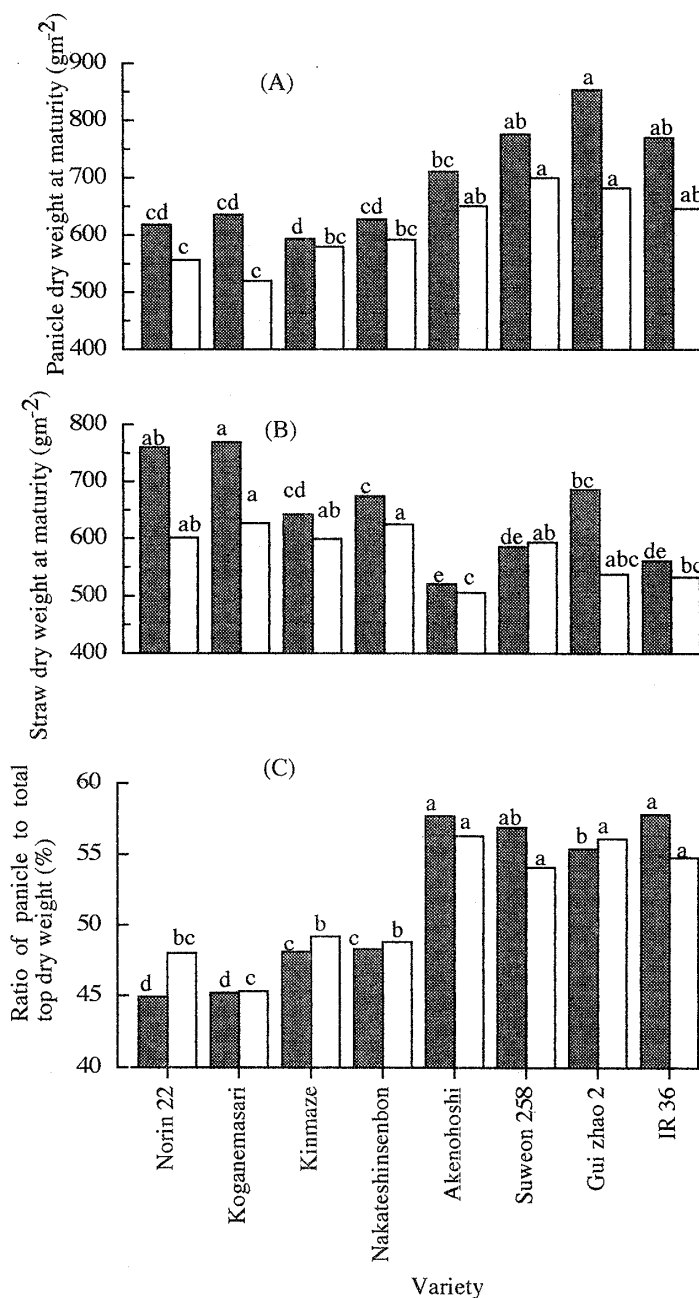 (A)
Panicle dry weight at maturity (gm-2)
900
800
700
600
500
400
cd c cd c d bc cd bc bc ab ab a a a ab ab
(B)
Straw dry weight at maturity (gm-2)
800
700
600
500
400
ab ab a a cd ab c a e c de ab bc abc de bc
(C)
Ratio of panicle to total
top dry weight (%)
60
55
50
45
40
d bc d c c b c b a a ab a b a a a
Norin 22
Koganemasari
Kinmaze
Nakateshinsenbon
Akenohoshi
Suweon 258
Gui zhao 2
IR 36
Variety